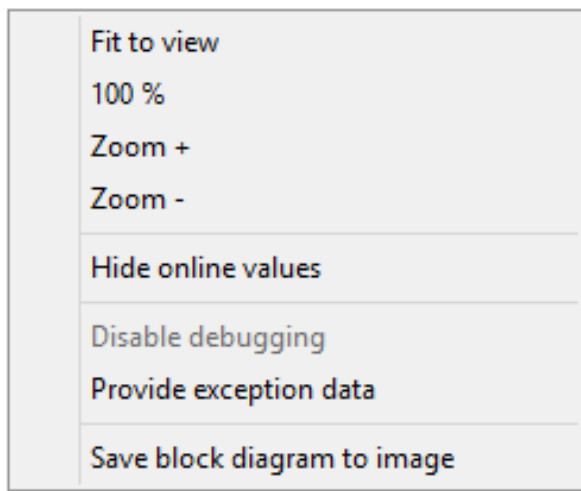 Fit to view
100 %
Zoom +
Zoom -
Hide online values
Disable debugging
Provide exception data
Save block diagram to image